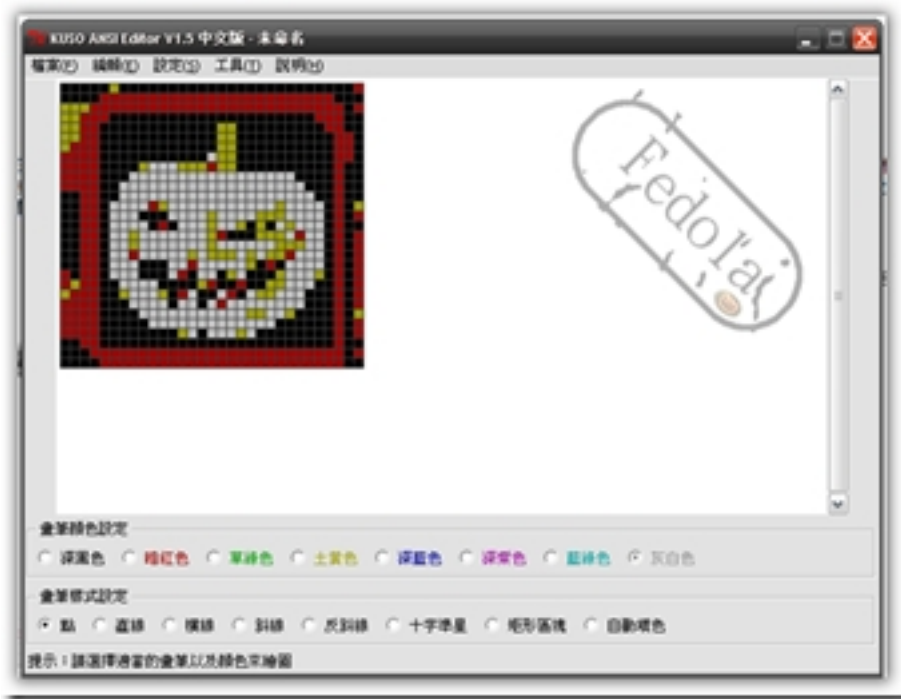 KUSO ANSI Editor V1.5 中文版 - 未命名
檔案(F) 編輯(E) 設定(S) 工具(T) 說明(H)
Fedola
畫筆顏色設定
深黑色 暗紅色 草綠色 土黃色 深藍色 深紫色 藍綠色 灰白色
畫筆樣式設定
點 直線 橫線 斜線 反斜線 十字準星 矩形區塊 自動填色
提示：請選擇適當的畫筆以及顏色來繪圖